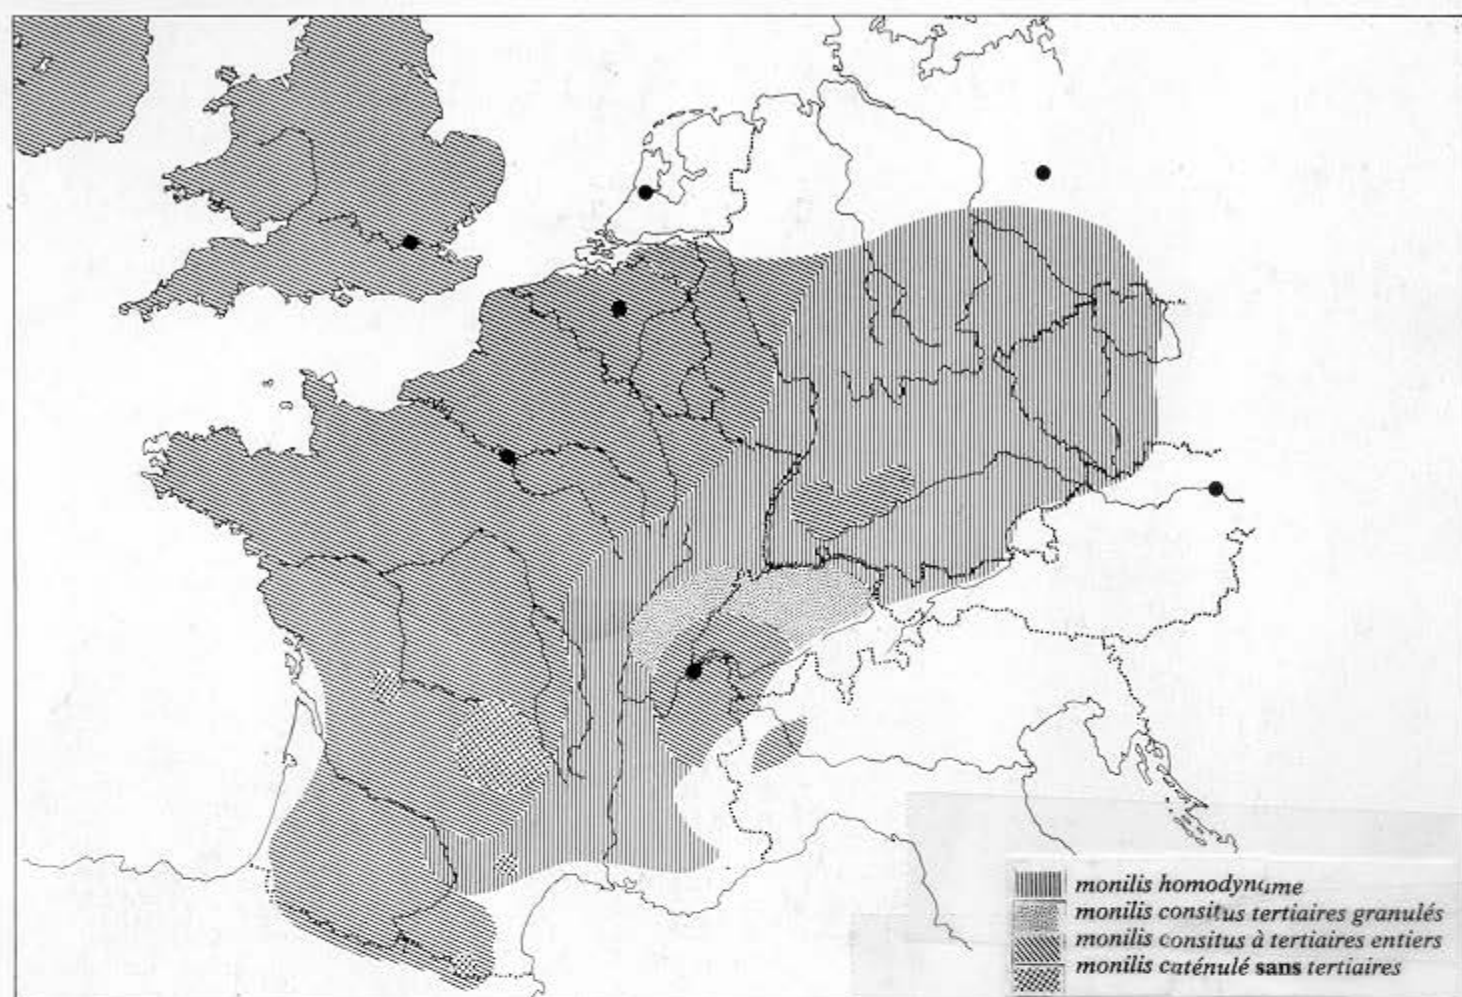 monilis homodyname
monilis consitus tertiaires granulés
monilis consitus à tertiaires entiers
monilis caténulé sans tertiaires